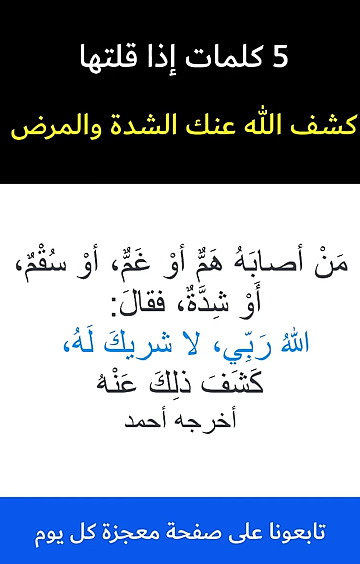 5 كلمات إذا قلتها
كشف الله عنك الشدة والمرض
مَنْ أصابَهُ هَمٌّ أوْ غَمٌّ، أوْ سُقْمٌ،
أَوْ شِدَّةٌ، فقالَ:
اللهُ رَبِّي، لا شريكَ لَهُ،
كَشَفَ ذلِكَ عَنْهُ
أخرجه أحمد
تابعونا على صفحة معجزة كل يوم